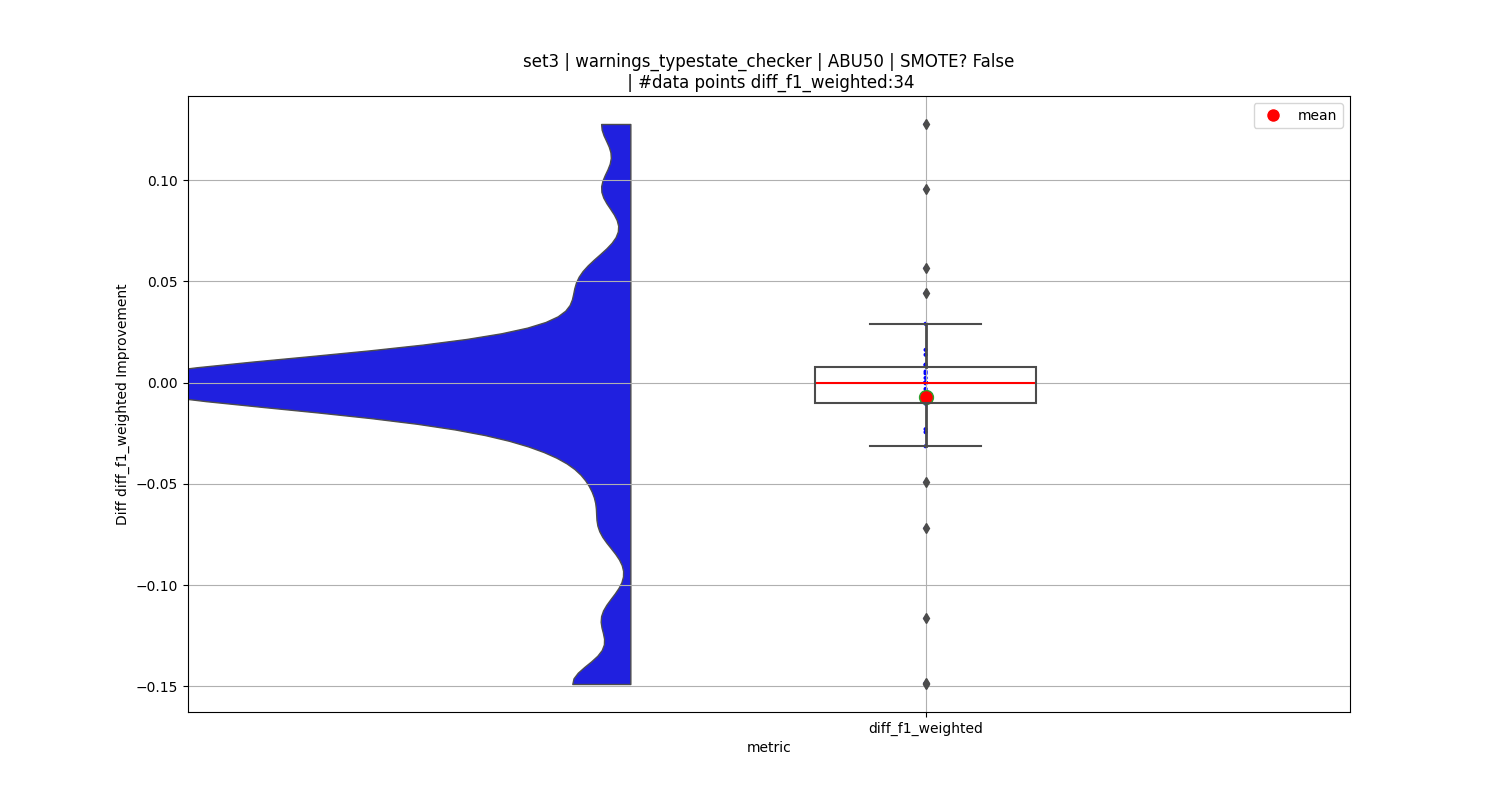 set3 | warnings_typestate_checker | ABU50 | SMOTE? False
| #data points diff_f1_weighted:34
mean
0.10
0.05
0.00
−0.05
−0.10
−0.15
Diff diff_f1_weighted Improvement
diff_f1_weighted
metric